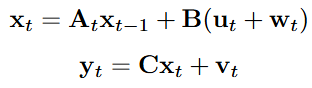 𝐱ₜ = 𝐀ₜ𝐱ₜ₋₁ + 𝐁(𝐮ₜ + 𝐰ₜ)
𝐲ₜ = 𝐂𝐱ₜ + 𝐯ₜ